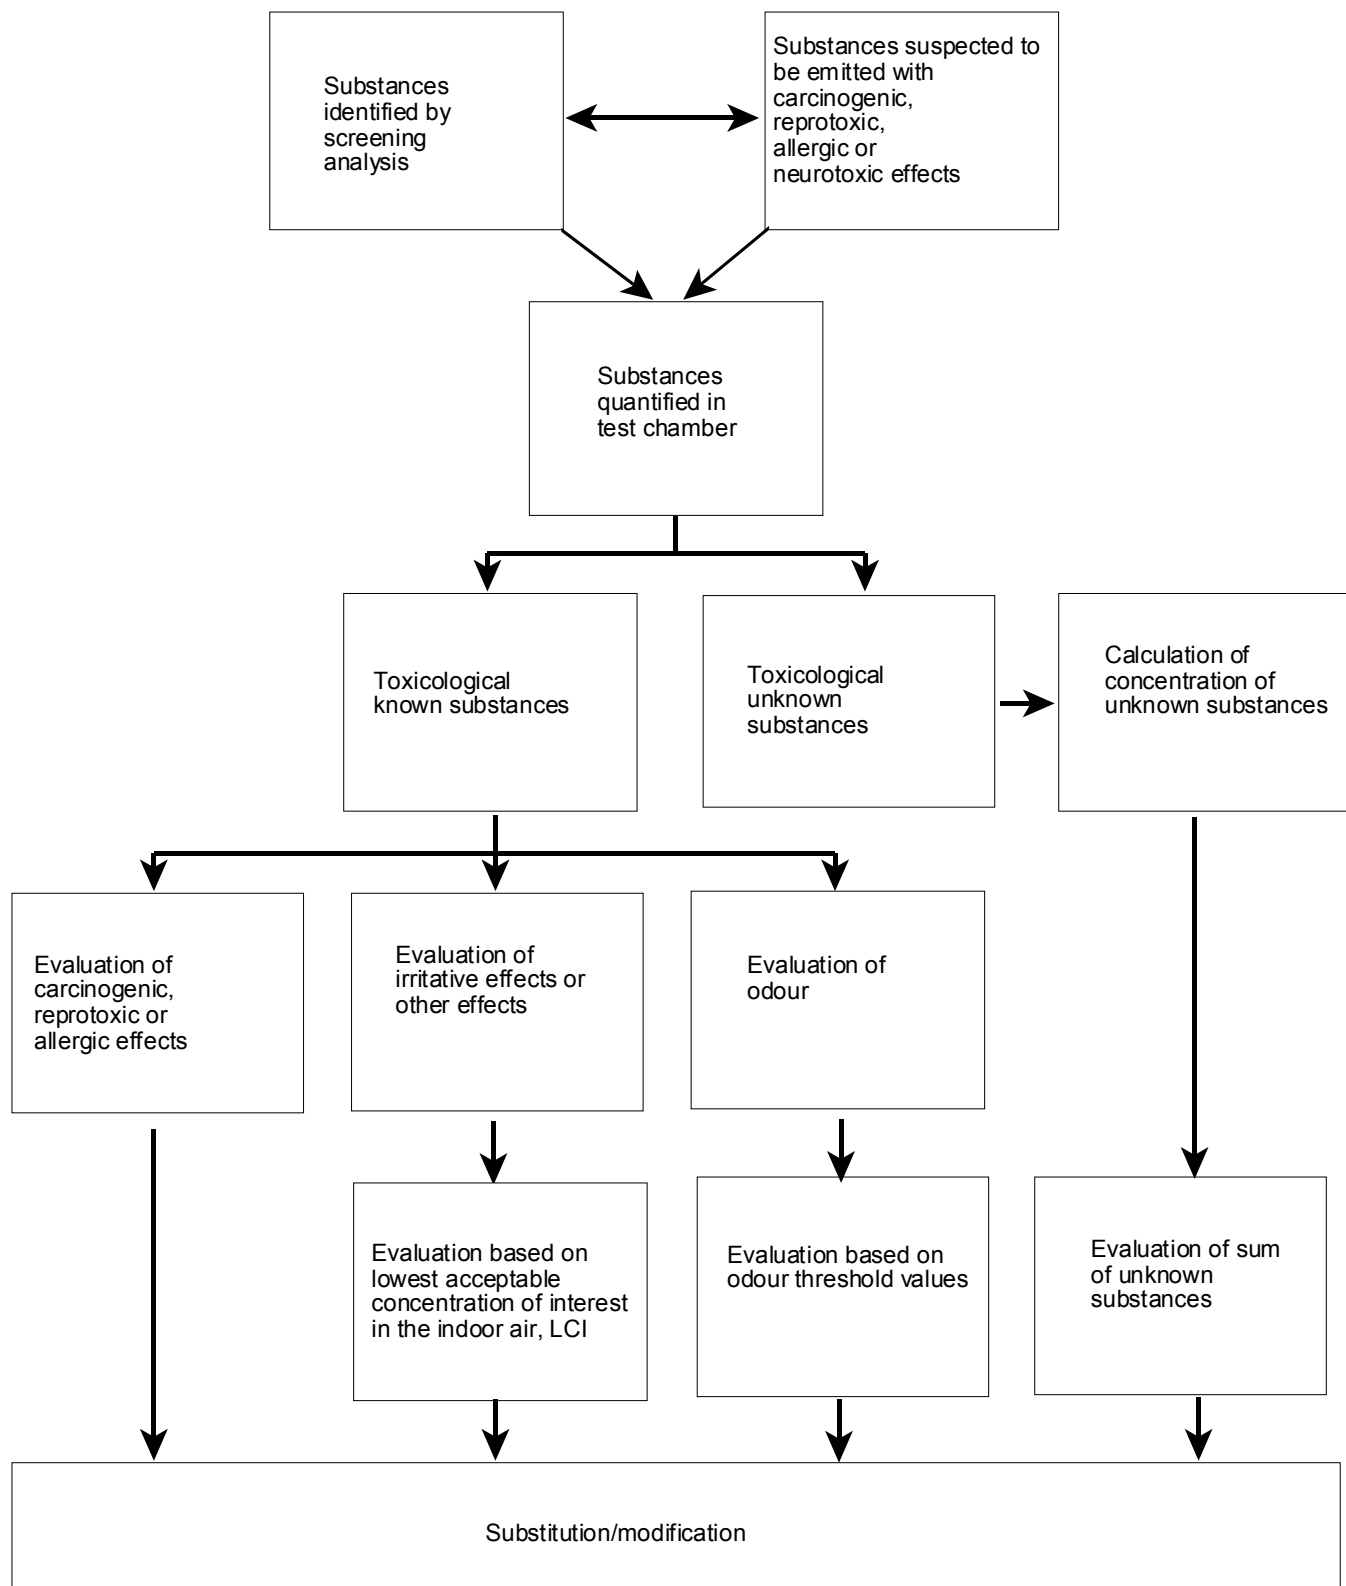 Substances
identified by
screening
analysis
Substances suspected to
be emitted with
carcinogenic,
reprotoxic,
allergic or
neurotoxic effects
Substances
quantified in
test chamber
Toxicological
known substances
Toxicological
unknown
substances
Calculation of
concentration of
unknown substances
Evaluation of
carcinogenic,
reprotoxic or
allergic effects
Evaluation of
irritative effects or
other effects
Evaluation of
odour
Evaluation based on
lowest acceptable
concentration of interest
in the indoor air, LCI
Evaluation based on
odour threshold values
Evaluation of sum
of unknown
substances
Substitution/modification